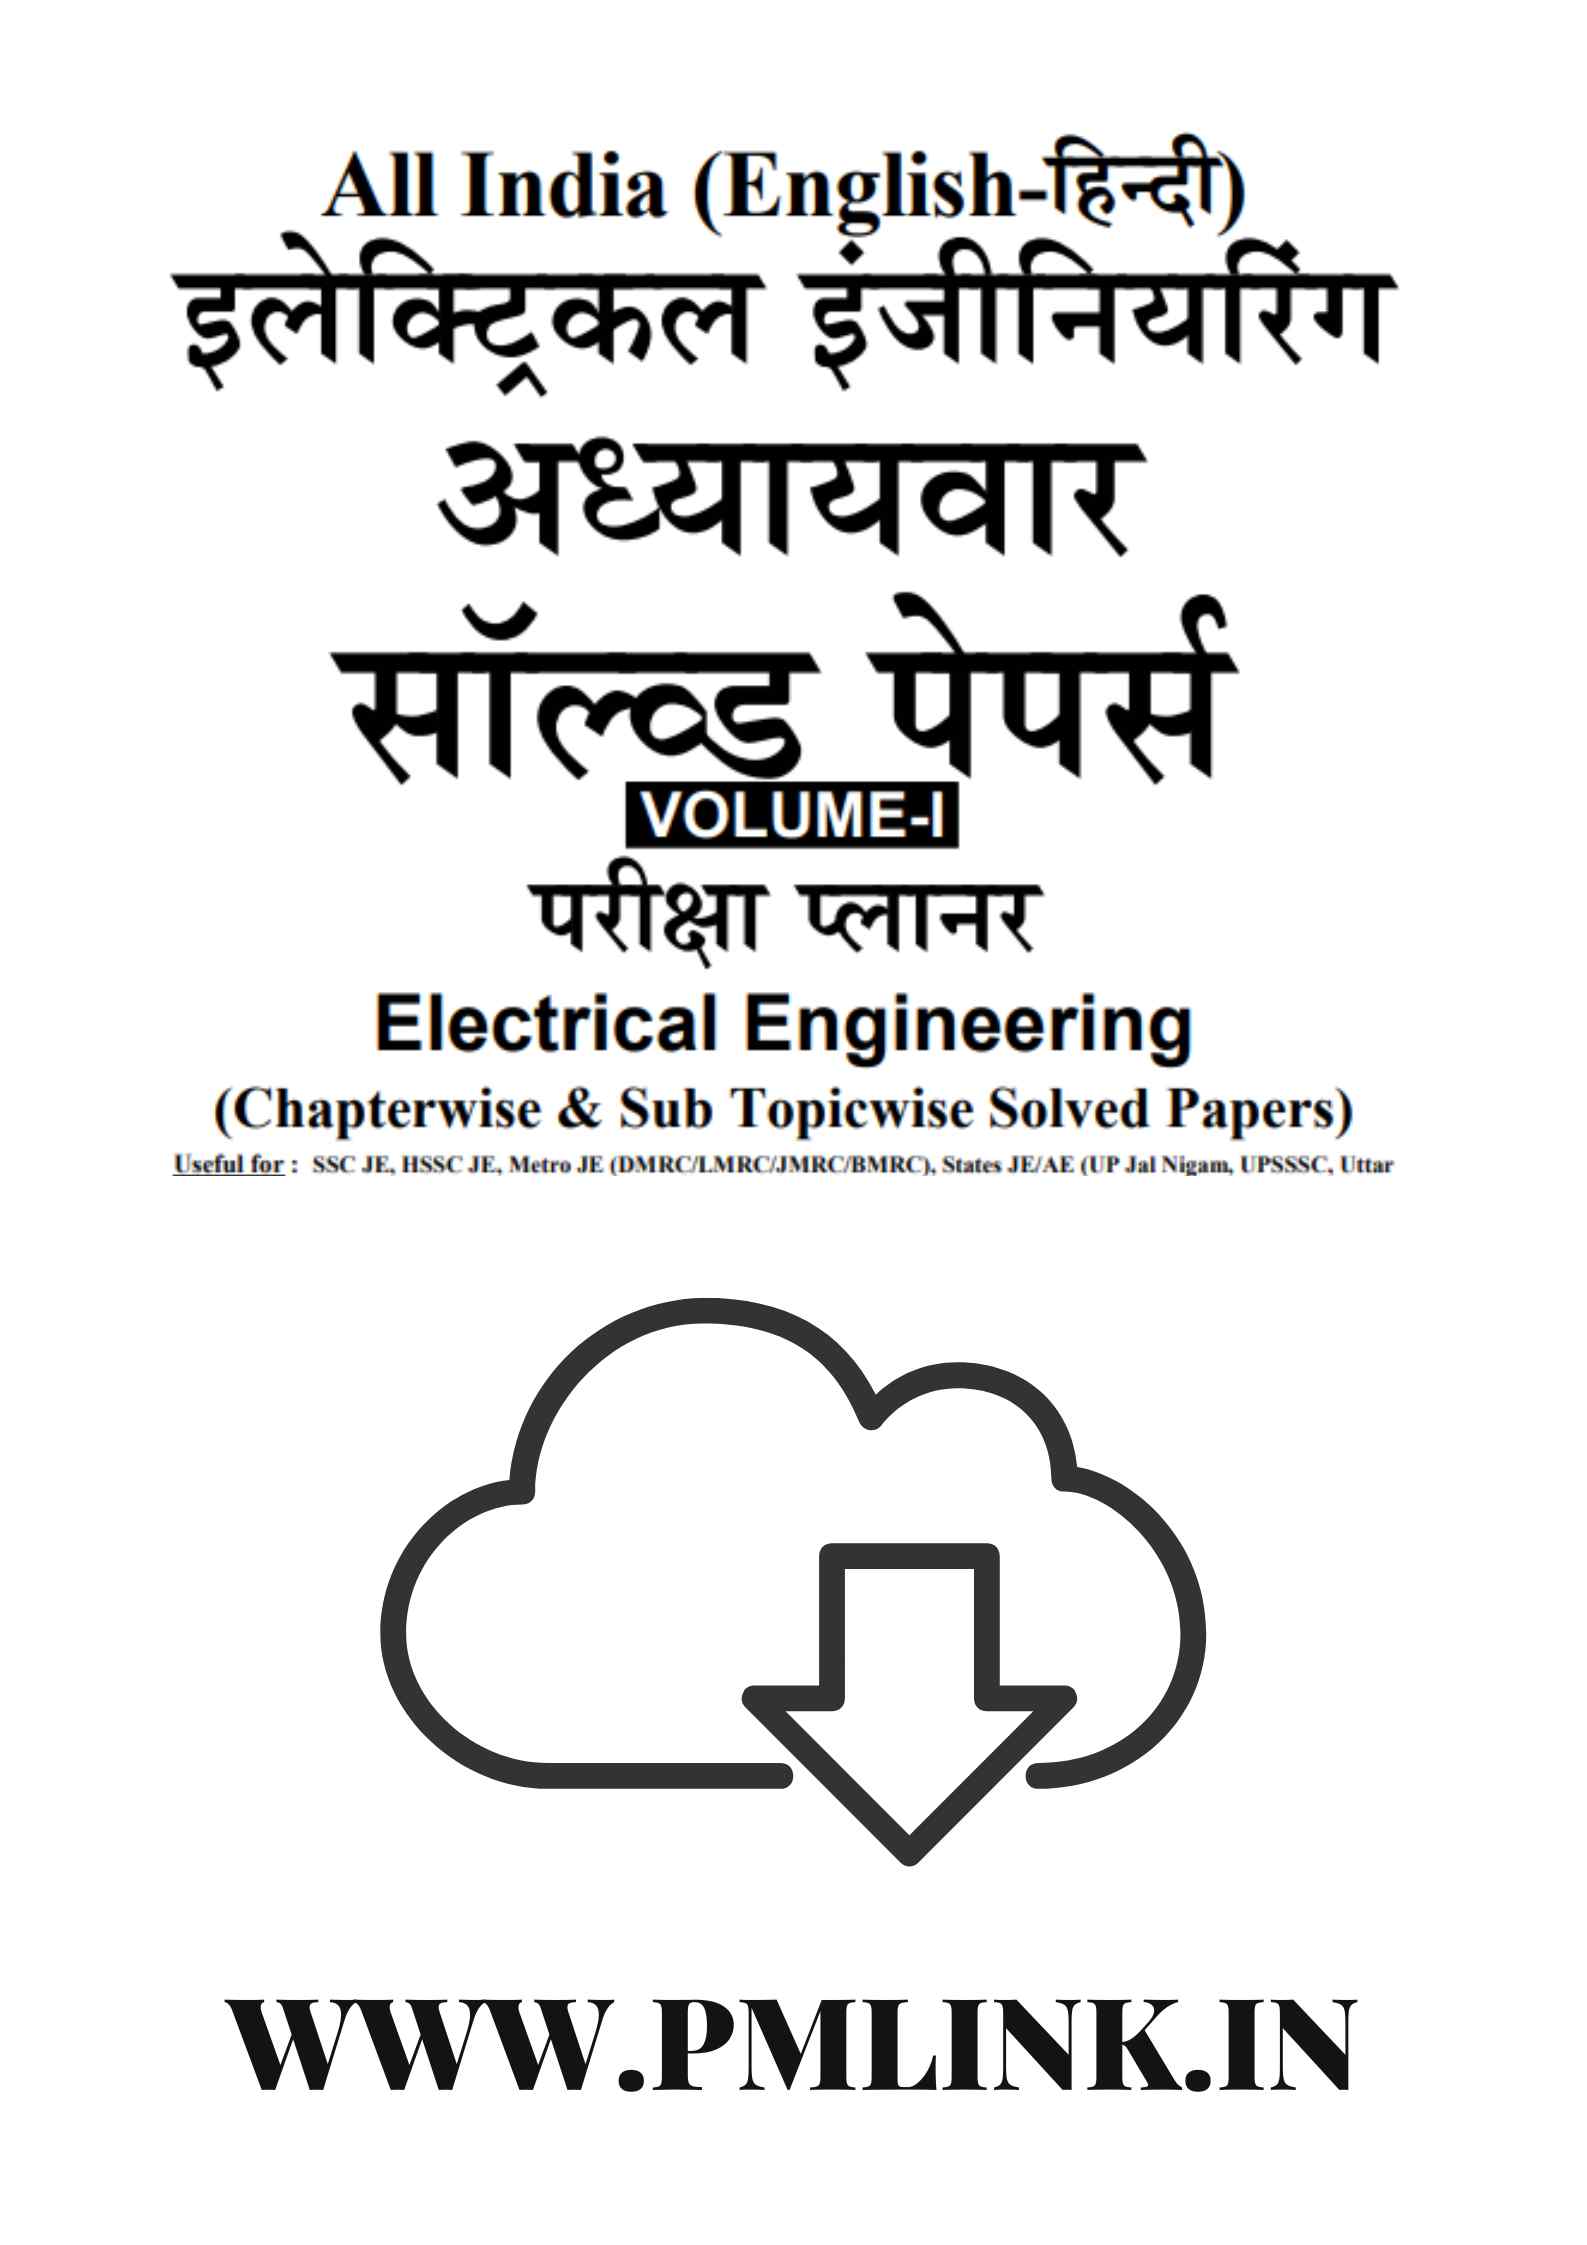 All India (English-हिन्दी)
इलेक्ट्रिकल इंजीनियरिंग
अध्यायवार
सॉल्व्ड पेपर्स
VOLUME-I
परीक्षा प्लानर
Electrical Engineering
(Chapterwise & Sub Topicwise Solved Papers)
Useful for : SSC JE, HSSC JE, Metro JE (DMRC/LMRC/JMRC/BMRC), States JE/AE (UP Jal Nigam, UPSSSC, Uttar
WWW.PMLINK.IN